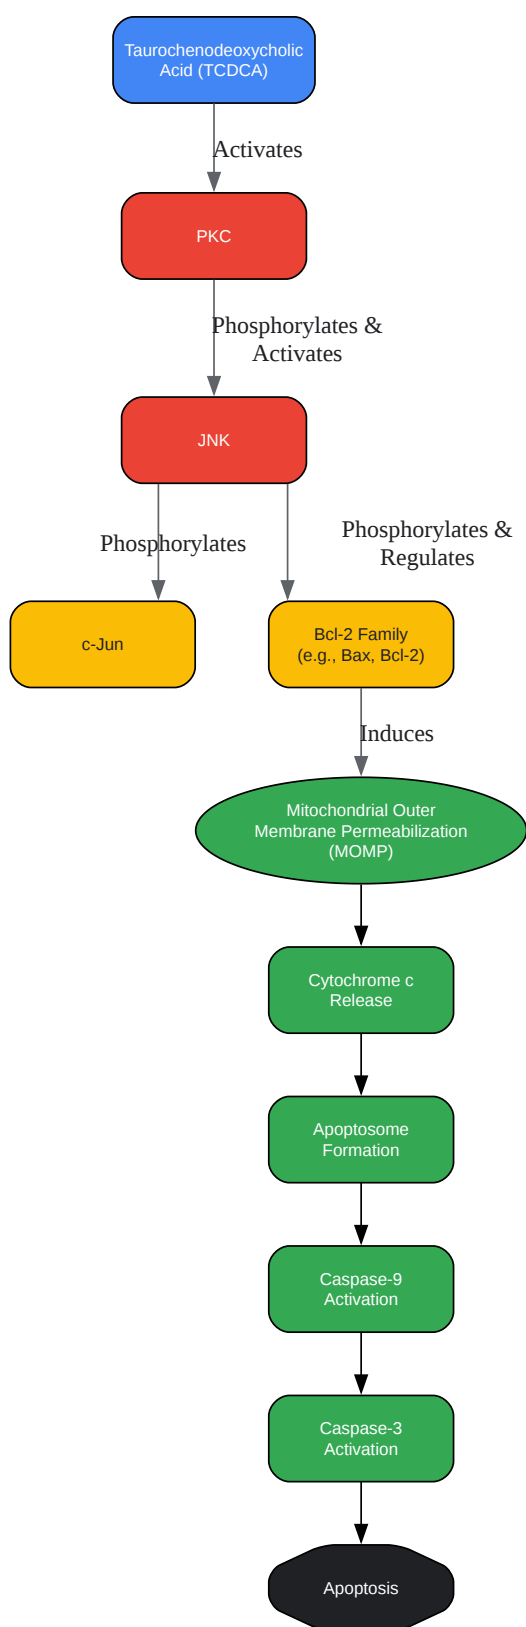 Taurochenodeoxycholic
Acid (TCDCA)
Activates
PKC
Phosphorylates &
Activates
JNK
Phosphorylates
Phosphorylates &
Regulates
c-Jun
Bcl-2 Family
(e.g., Bax, Bcl-2)
Induces
Mitochondrial Outer
Membrane Permeabilization
(MOMP)
Cytochrome c
Release
Apoptosome
Formation
Caspase-9
Activation
Caspase-3
Activation
Apoptosis